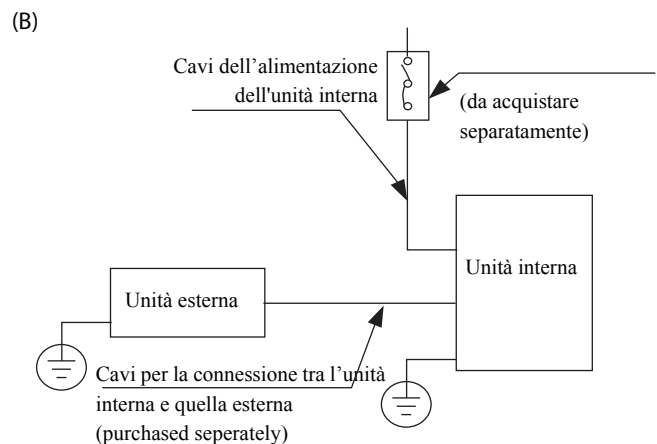 (B)
Cavi dell’alimentazione
dell'unità interna
(da acquistare
separatamente)
Unità interna
Unità esterna
Cavi per la connessione tra l’unità
interna e quella esterna
(purchased seperately)